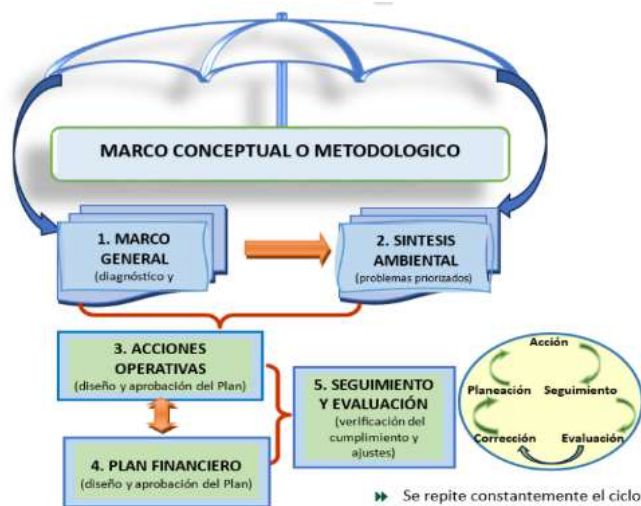 MARCO CONCEPTUAL O METODOLOGICO
1. MARCO
GENERAL
(diagnóstico y
2. SINTESIS
AMBIENTAL
(problemas priorizados)
3. ACCIONES
OPERATIVAS
(diseño y aprobación del Plan)
4. PLAN FINANCIERO
(diseño y aprobación del Plan)
5. SEGUIMIENTO
Y EVALUACIÓN
(verificación del
cumplimiento y
ajustes)
Acción
Planeación
Seguimiento
Corrección
Evaluación
Se repite constantemente el ciclo